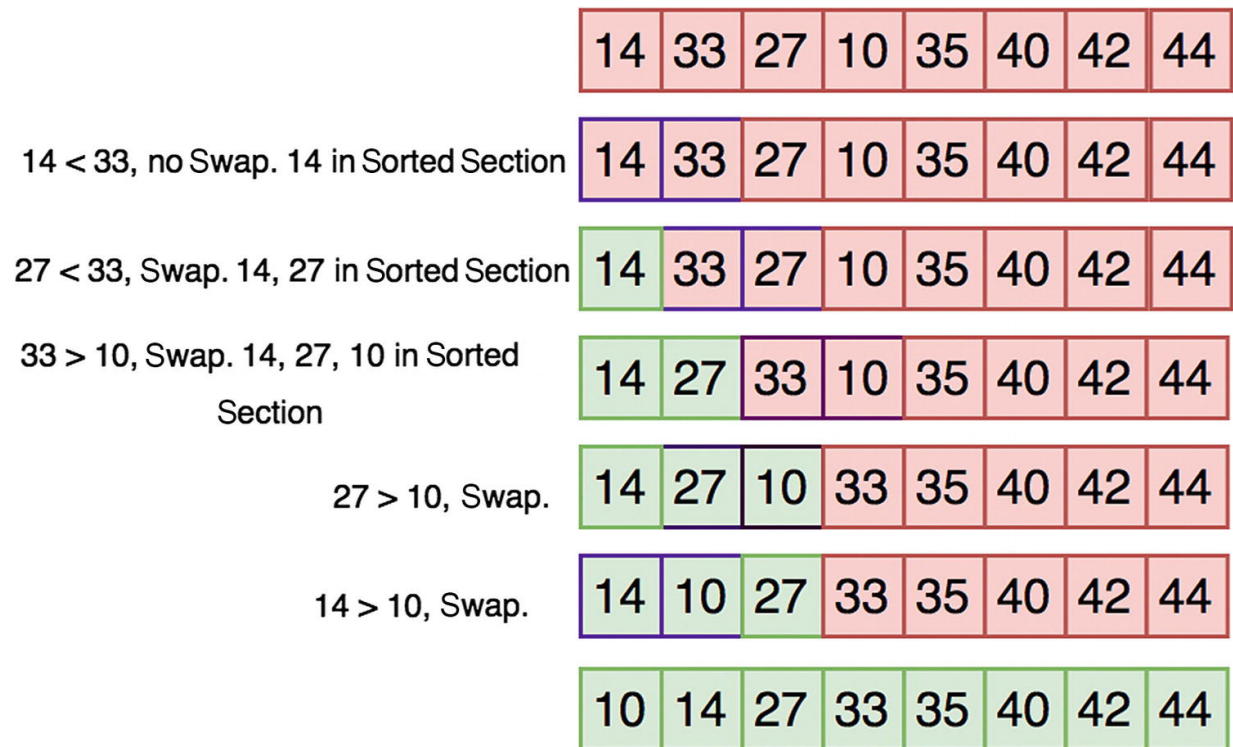 14 33 27 10 35 40 42 44
14 < 33, no Swap. 14 in Sorted Section 14 33 27 10 35 40 42 44
27 < 33, Swap. 14, 27 in Sorted Section 14 33 27 10 35 40 42 44
33 > 10, Swap. 14, 27, 10 in Sorted
Section
14 27 33 10 35 40 42 44
27 > 10, Swap. 14 27 10 33 35 40 42 44
14 > 10, Swap. 14 10 27 33 35 40 42 44
10 14 27 33 35 40 42 44